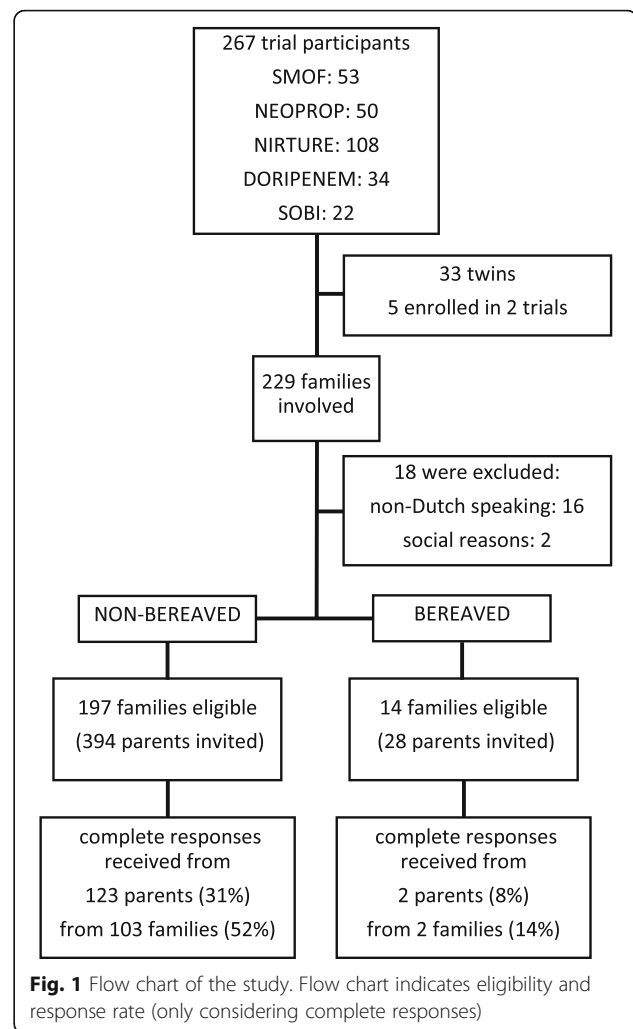 267 trial participants
SMOF: 53
NEOPROP: 50
NIRTURE: 108
DORIPENEM: 34
SOBI: 22
33 twins
5 enrolled in 2 trials
229 families
involved
18 were excluded:
non-Dutch speaking: 16
social reasons: 2
NON-BEREAVED
BEREAVED
197 families eligible
(394 parents invited)
14 families eligible
(28 parents invited)
complete responses
received from
123 parents (31%)
from 103 families (52%)
complete responses
received from
2 parents (8%)
from 2 families (14%)
Fig. 1 Flow chart of the study. Flow chart indicates eligibility and
response rate (only considering complete responses)